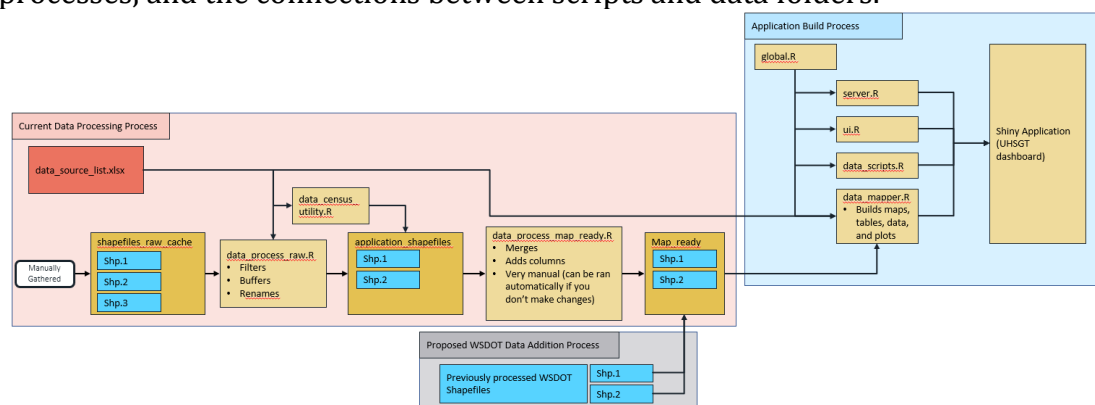 processes, and the connections between scripts and data folders.
Application Build Process
global.R
server.R
ui.R
data_scripts.R
data_mapper.R
• Builds maps,
tables, data,
and plots
Shiny Application
(UHSGT
dashboard)
Current Data Processing Process
data_source_list.xlsx
data_census_
utility.R
Manually
Gathered
shapefiles_raw_cache
Shp.1
Shp.2
Shp.3
data_process_raw.R
• Filters
• Buffers
• Renames
application_shapefiles
Shp.1
Shp.2
data_process_map_ready.R
• Merges
• Adds columns
• Very manual (can be ran
automatically if you
don't make changes)
Map_ready
Shp.1
Shp.2
Proposed WSDOT Data Addition Process
Previously processed WSDOT
Shapefiles
Shp.1
Shp.2